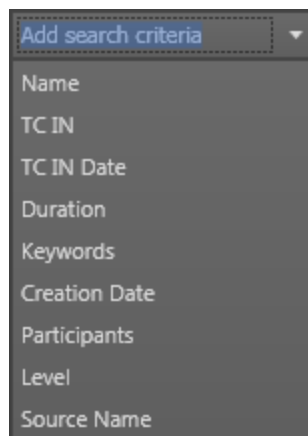 Add search criteria
Name
TC IN
TC IN Date
Duration
Keywords
Creation Date
Participants
Level
Source Name